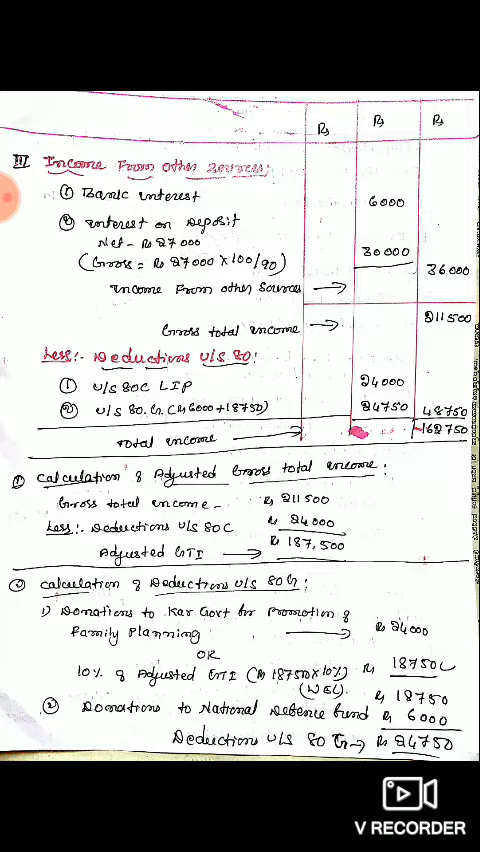 Rs Rs Rs
III Income From Other Sources:
① Bank interest 6000
② interest on Deposit
Net - Rs 27000
(Gross = Rs 27000 × 100/90) 30000 36000
income From other Sources →
Gross total income → 211500
Less:- Deductions U/S 80:
① U/S 80C LIP 24000
② U/S 80.G. (Rs 6000 + 18750) 24750 48750
Total income → 162750
① Calculation of Adjusted Gross total income:
Gross total income - Rs 211500
Less:- Deductions U/S 80C Rs 24000
Adjusted GTI → Rs 187,500
② Calculation of Deductions U/S 80G:
1) Donations to Kar Govt for Promotion of
Family Planning → Rs 24000
OR
10% of Adjusted GTI (Rs 187500 × 10%) Rs 18750
(W EL). Rs 18750
② Donations to National Defence fund Rs 6000
Deductions U/S 80 G → Rs 24750
V RECORDER